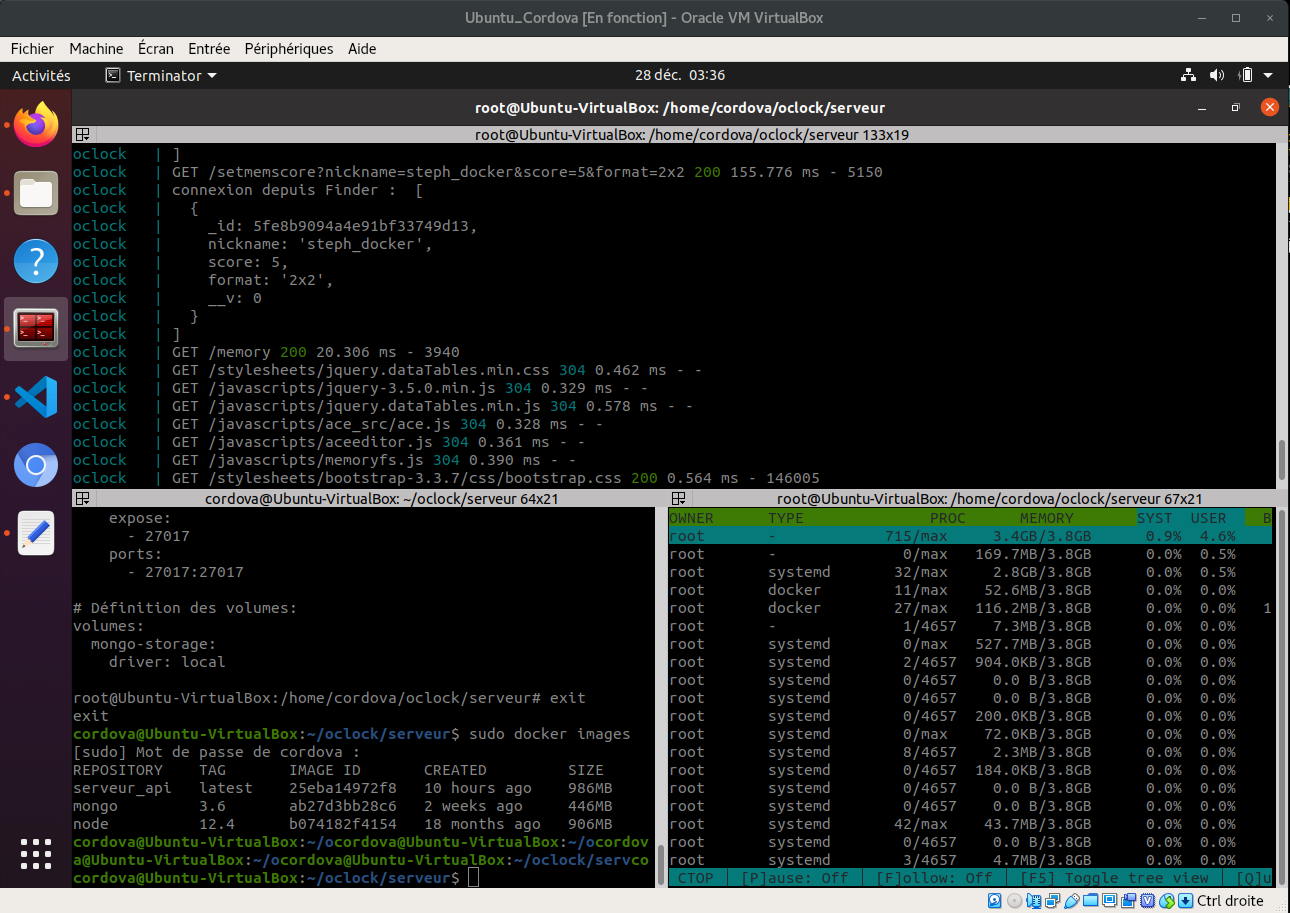 Ubuntu_Cordova [En fonction] - Oracle VM VirtualBox
Fichier Machine Écran Entrée Périphériques Aide
Activités Terminator 28 déc. 03:36
root@Ubuntu-VirtualBox: /home/cordova/oclock/serveur
root@Ubuntu-VirtualBox: /home/cordova/oclock/serveur 133x19
oclock | ]
oclock | GET /setmemscore?nickname=steph_docker&score=5&format=2x2 200 155.776 ms - 5150
oclock | connexion depuis Finder : [
oclock | {
oclock | _id: 5fe8b9094a4e91bf33749d13,
oclock | nickname: 'steph_docker',
oclock | score: 5,
oclock | format: '2x2',
oclock | __v: 0
oclock | }
oclock | ]
oclock | GET /memory 200 20.306 ms - 3940
oclock | GET /stylesheets/jquery.dataTables.min.css 304 0.462 ms - -
oclock | GET /javascripts/jquery-3.5.0.min.js 304 0.329 ms - -
oclock | GET /javascripts/jquery.dataTables.min.js 304 0.578 ms - -
oclock | GET /javascripts/ace_src/ace.js 304 0.328 ms - -
oclock | GET /javascripts/aceeditor.js 304 0.361 ms - -
oclock | GET /javascripts/memoryfs.js 304 0.390 ms - -
oclock | GET /stylesheets/bootstrap-3.3.7/css/bootstrap.css 200 0.564 ms - 146005
cordova@Ubuntu-VirtualBox: ~/oclock/serveur 64x21
expose:
- 27017
ports:
- 27017:27017
# Définition des volumes:
volumes:
mongo-storage:
driver: local
root@Ubuntu-VirtualBox:/home/cordova/oclock/serveur# exit
exit
cordova@Ubuntu-VirtualBox:~/oclock/serveur$ sudo docker images
[sudo] Mot de passe de cordova :
REPOSITORY TAG IMAGE ID CREATED SIZE
serveur_api latest 25eba14972f8 10 hours ago 986MB
mongo 3.6 ab27d3bb28c6 2 weeks ago 446MB
node 12.4 b074182f4154 18 months ago 906MB
cordova@Ubuntu-VirtualBox:~/ocordova@Ubuntu-VirtualBox:~/ocordov
a@Ubuntu-VirtualBox:~/ocordova@Ubuntu-VirtualBox:~/oclock/servco
cordova@Ubuntu-VirtualBox:~/oclock/serveur$
root@Ubuntu-VirtualBox: /home/cordova/oclock/serveur 67x21
OWNER TYPE PROC MEMORY SYST USER B
root - 715/max 3.4GB/3.8GB 0.9% 4.6%
root - 0/max 169.7MB/3.8GB 0.0% 0.5%
root systemd 32/max 2.8GB/3.8GB 0.0% 0.5%
root docker 11/max 52.6MB/3.8GB 0.0% 0.0%
root docker 27/max 116.2MB/3.8GB 0.0% 0.0% 1
root - 1/4657 7.3MB/3.8GB 0.0% 0.0%
root systemd 0/max 527.7MB/3.8GB 0.0% 0.0%
root systemd 2/4657 904.0KB/3.8GB 0.0% 0.0%
root systemd 0/4657 0.0 B/3.8GB 0.0% 0.0%
root systemd 0/4657 0.0 B/3.8GB 0.0% 0.0%
root systemd 0/4657 200.0KB/3.8GB 0.0% 0.0%
root systemd 0/max 72.0KB/3.8GB 0.0% 0.0%
root systemd 8/4657 2.3MB/3.8GB 0.0% 0.0%
root systemd 0/4657 184.0KB/3.8GB 0.0% 0.0%
root systemd 0/4657 0.0 B/3.8GB 0.0% 0.0%
root systemd 0/4657 0.0 B/3.8GB 0.0% 0.0%
root systemd 42/max 43.7MB/3.8GB 0.0% 0.0%
root systemd 0/4657 0.0 B/3.8GB 0.0% 0.0%
root systemd 3/4657 4.7MB/3.8GB 0.0% 0.0%
CTOP [P]ause: Off [F]ollow: Off [F5] Toggle tree view [Q]u
Ctrl droite